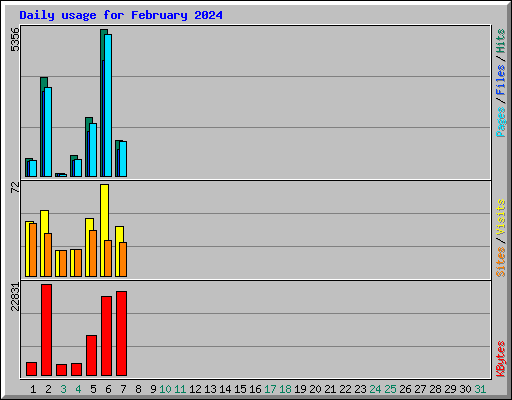 Daily usage for February 2024
5356
Pages/Files/Hits
72
Sites/Visits
22831
KBytes
1 2 3 4 5 6 7 8 9 10 11 12 13 14 15 16 17 18 19 20 21 22 23 24 25 26 27 28 29 30 31